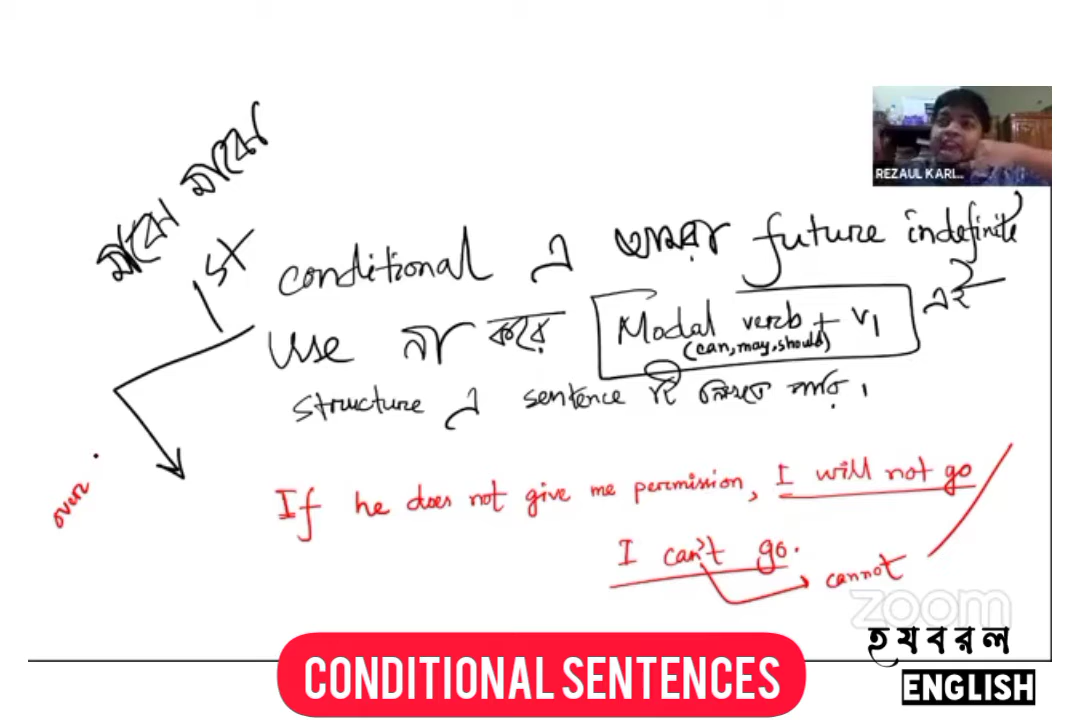 REZAUL KARI...
মাঝে মাঝে
1st conditional এ আমরা future indefinite
use না করে Modal verb + v1 এই
(can, may, should)
structure এ sentence টি লিখতে পারি।
If he does not give me permission, I will not go
I can't go.
cannot
zoom
হযবরল
ENGLISH
CONDITIONAL SENTENCES